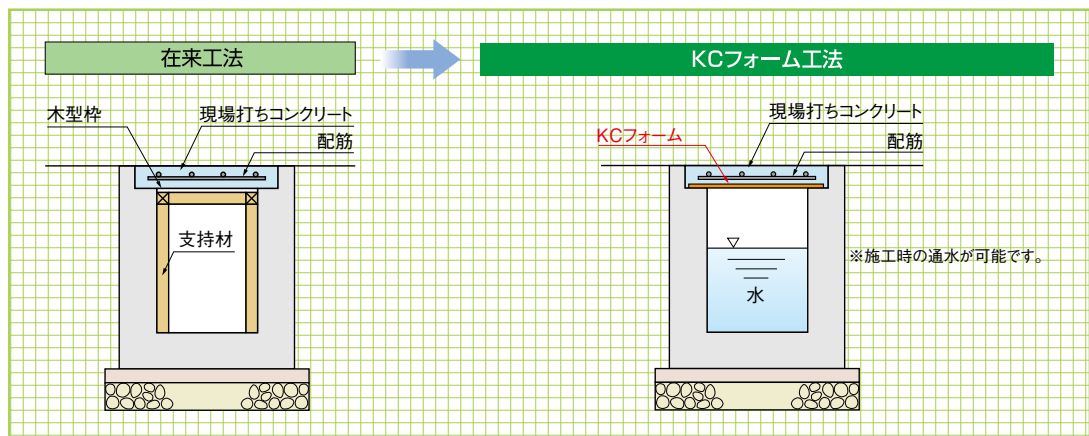 在来工法
KCフォーム工法
木型枠
現場打ちコンクリート
配筋
支持材
現場打ちコンクリート
KCフォーム
配筋
※施工時の通水が可能です。
水